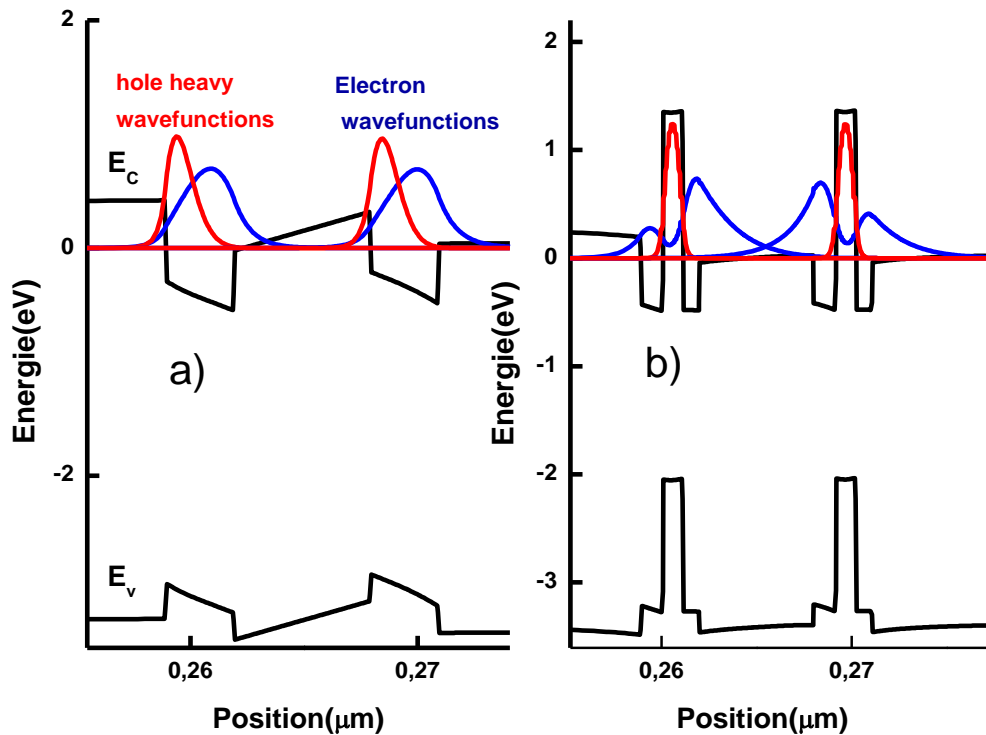 2
0
-2
Energie(eV)
hole heavy
wavefunctions
Electron
wavefunctions
E_C
E_v
a)
0,26
0,27
Position(μm)
2
1
0
-1
-2
-3
Energie(eV)
b)
0,26
0,27
Position(μm)